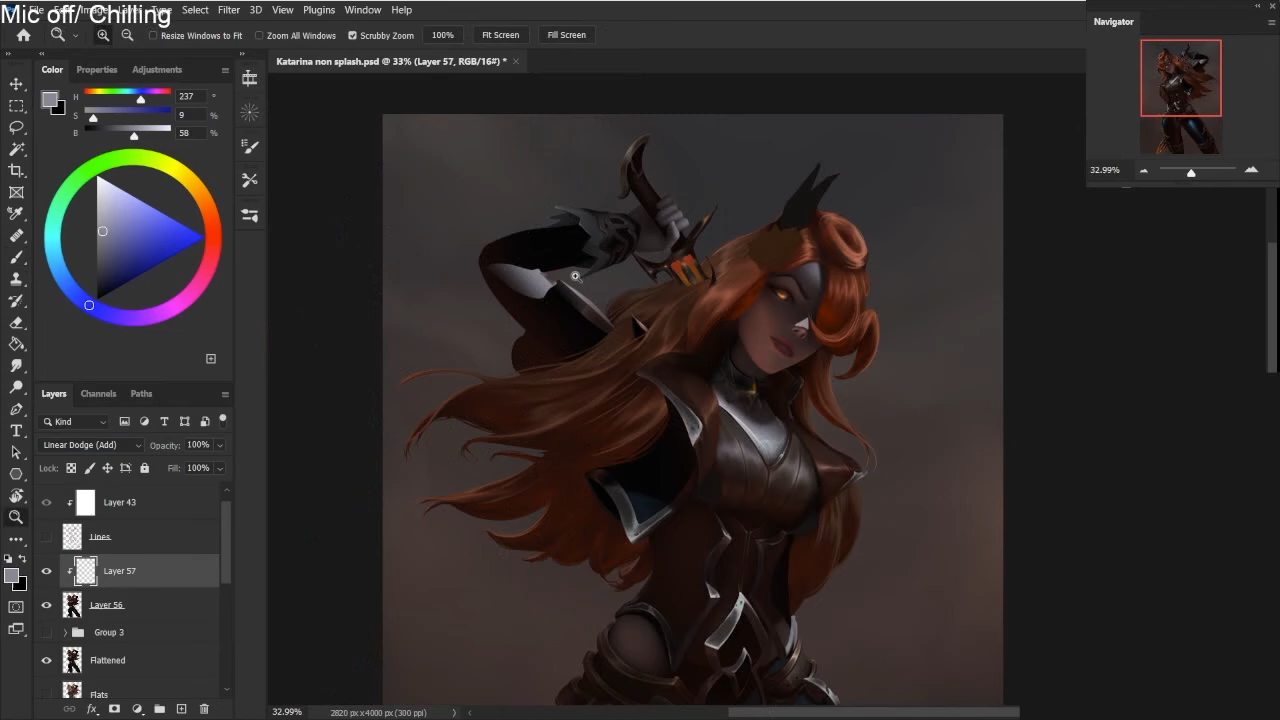 Mic off/ Chilling
File
Type Select Filter 3D View Plugins Window Help
Resize Windows to Fit Zoom All Windows Scrubby Zoom 100% Fit Screen Fill Screen
Navigator
32.99%
Color Properties Adjustments
Katarina non splash.psd @ 33% (Layer 57, RGB/16#) * ×
H 237 °
S 9 %
B 58 %
Layers Channels Paths
Kind
Linear Dodge (Add) Opacity: 100%
Lock: Fill: 100%
Layer 43
Lines
Layer 57
Layer 56
Group 3
Flattened
Flats
fx
32.99% 2820 px x 4000 px (300 ppi)